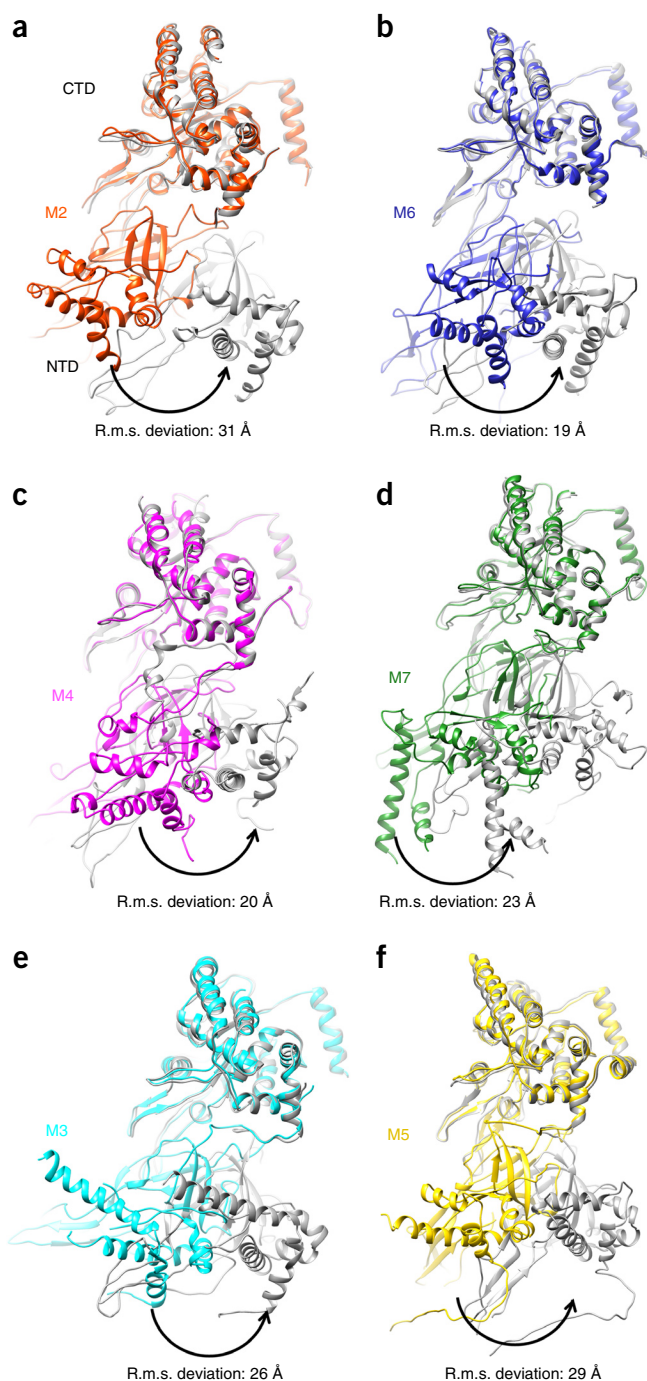 a
b
CTD
M2
M6
NTD
R.m.s. deviation: 31 Å
R.m.s. deviation: 19 Å
c
d
M4
M7
R.m.s. deviation: 20 Å
R.m.s. deviation: 23 Å
e
f
M3
M5
R.m.s. deviation: 26 Å
R.m.s. deviation: 29 Å